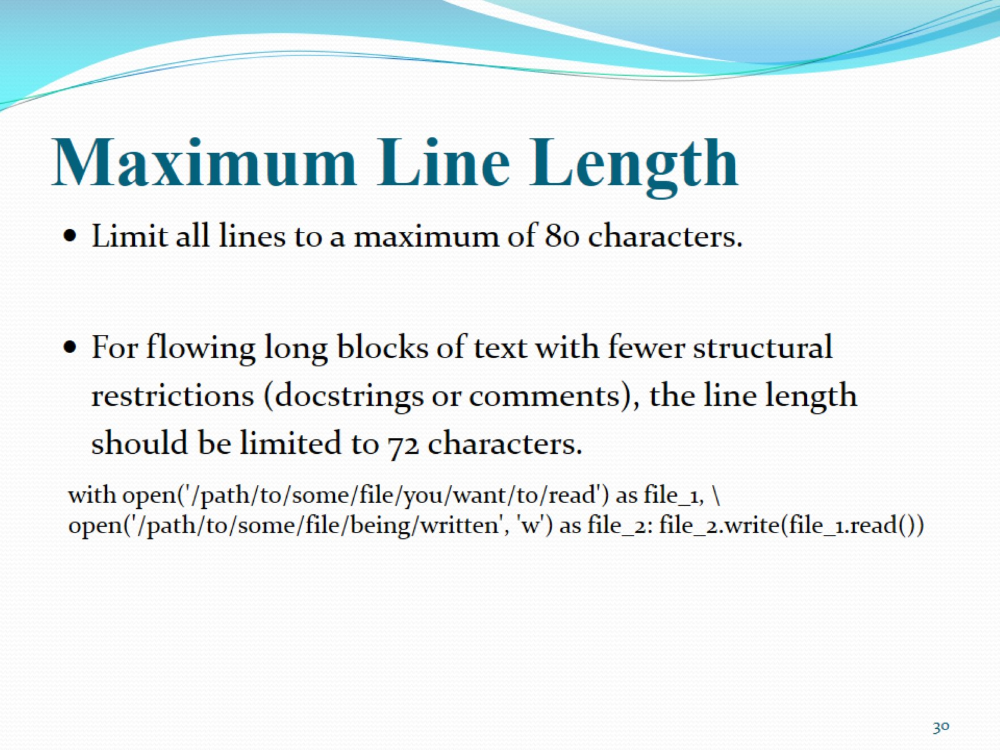 Maximum Line Length
• Limit all lines to a maximum of 80 characters.
• For flowing long blocks of text with fewer structural
restrictions (docstrings or comments), the line length
should be limited to 72 characters.
with open('/path/to/some/file/you/want/to/read') as file_1, \
open('/path/to/some/file/being/written', 'w') as file_2: file_2.write(file_1.read())
30